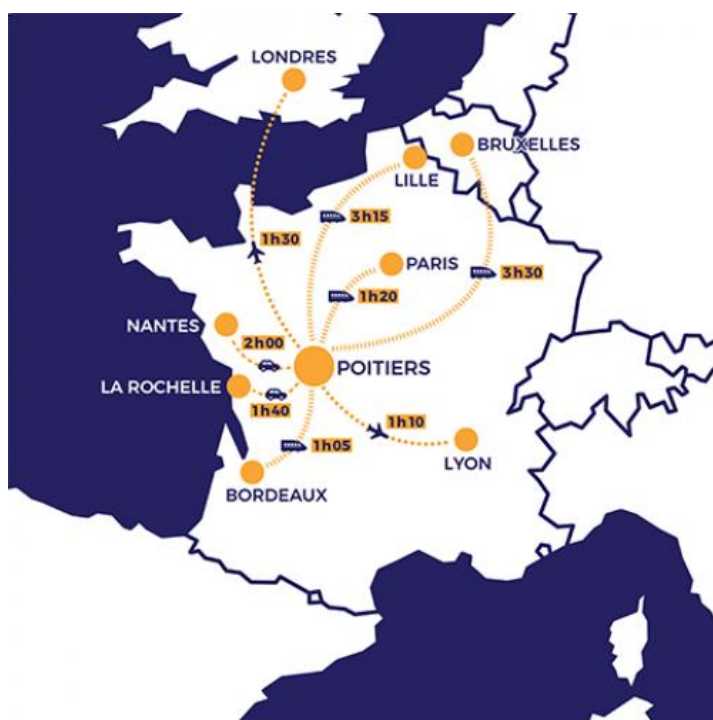 LONDRES
BRUXELLES
LILLE
3h15
1h30
PARIS
3h30
1h20
NANTES
2h00
POITIERS
LA ROCHELLE
1h40
1h10
1h05
LYON
BORDEAUX